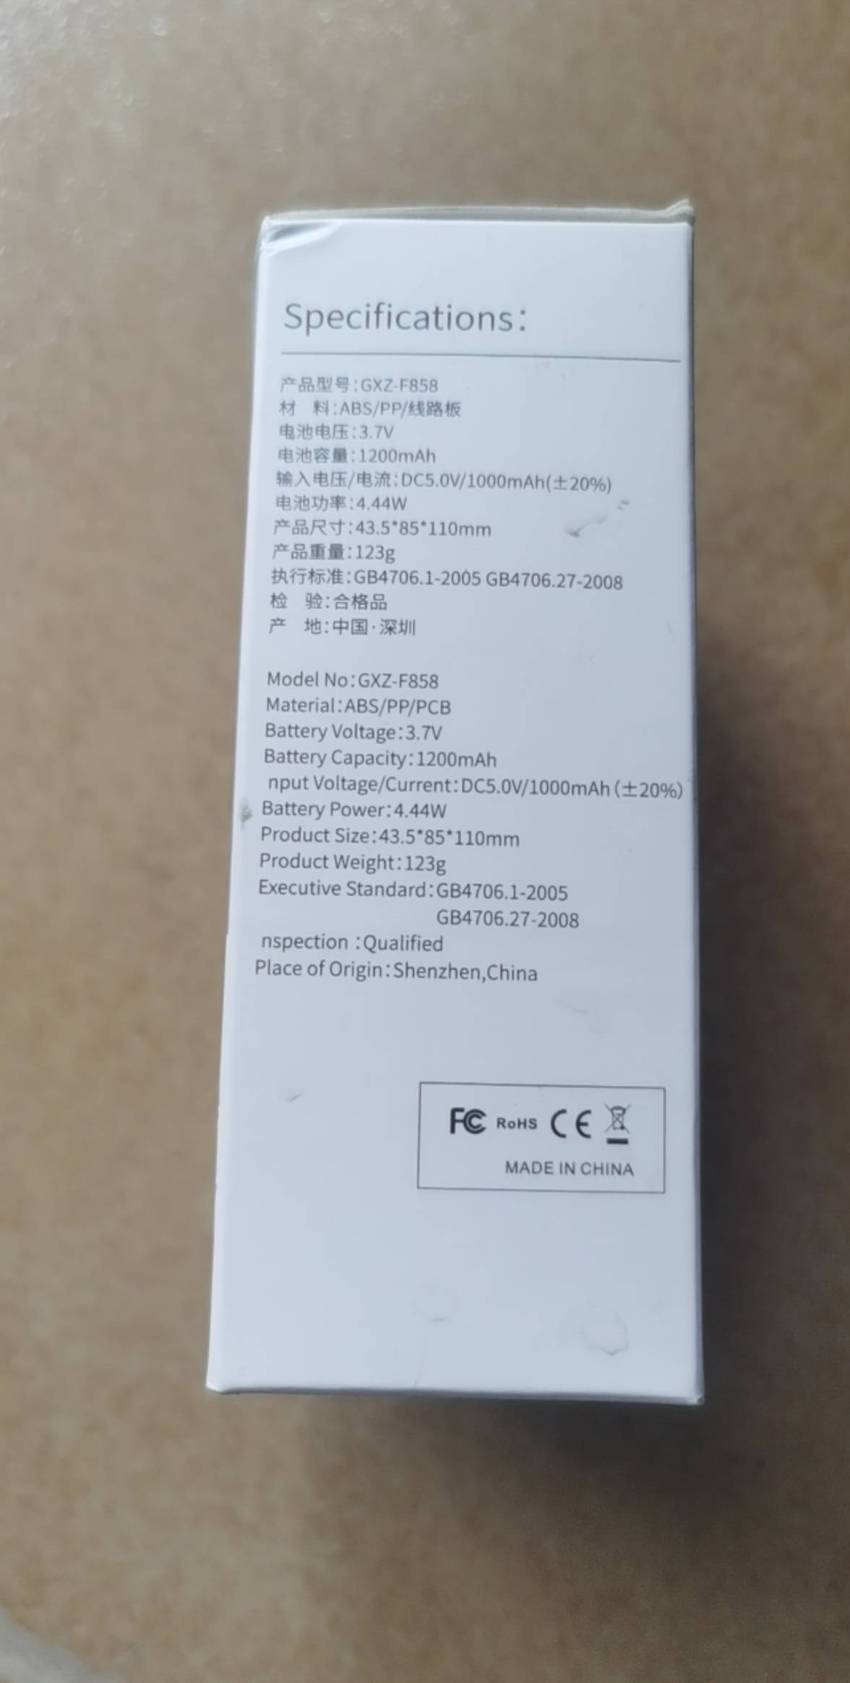 Specifications:
产品型号:GXZ-F858
材 料:ABS/PP/线路板
电池电压:3.7V
电池容量:1200mAh
输入电压/电流:DC5.0V/1000mAh(±20%)
电池功率:4.44W
产品尺寸:43.5*85*110mm
产品重量:123g
执行标准:GB4706.1-2005 GB4706.27-2008
检 验:合格品
产 地:中国·深圳
Model No:GXZ-F858
Material:ABS/PP/PCB
Battery Voltage:3.7V
Battery Capacity:1200mAh
nput Voltage/Current:DC5.0V/1000mAh(±20%)
Battery Power:4.44W
Product Size:43.5*85*110mm
Product Weight:123g
Executive Standard:GB4706.1-2005
GB4706.27-2008
nspection :Qualified
Place of Origin:Shenzhen,China
FC RoHS CE
MADE IN CHINA